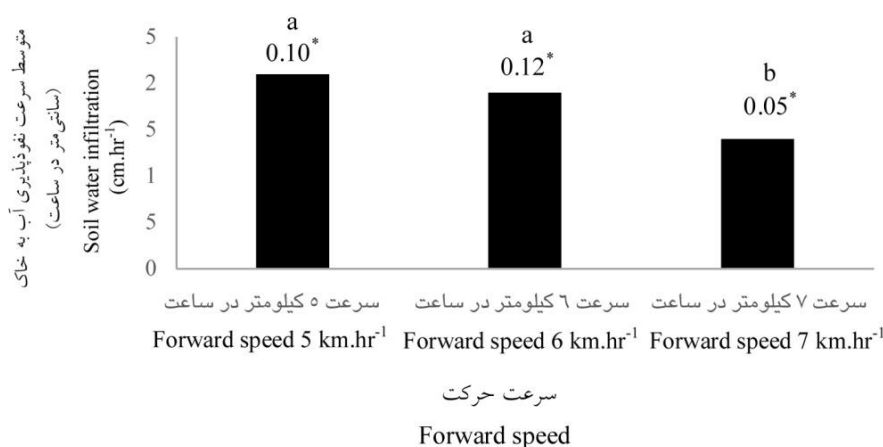 متوسط سرعت نفوذپذیری آب به خاک
(سانتی‌متر در ساعت)
Soil water infiltration
(cm.hr-1)
5
2
5
1
5
0
a
0.10*
a
0.12*
b
0.05*
سرعت ۵ کیلومتر در ساعت
سرعت ۶ کیلومتر در ساعت
سرعت ۷ کیلومتر در ساعت
Forward speed 5 km.hr-1
Forward speed 6 km.hr-1
Forward speed 7 km.hr-1
سرعت حرکت
Forward speed